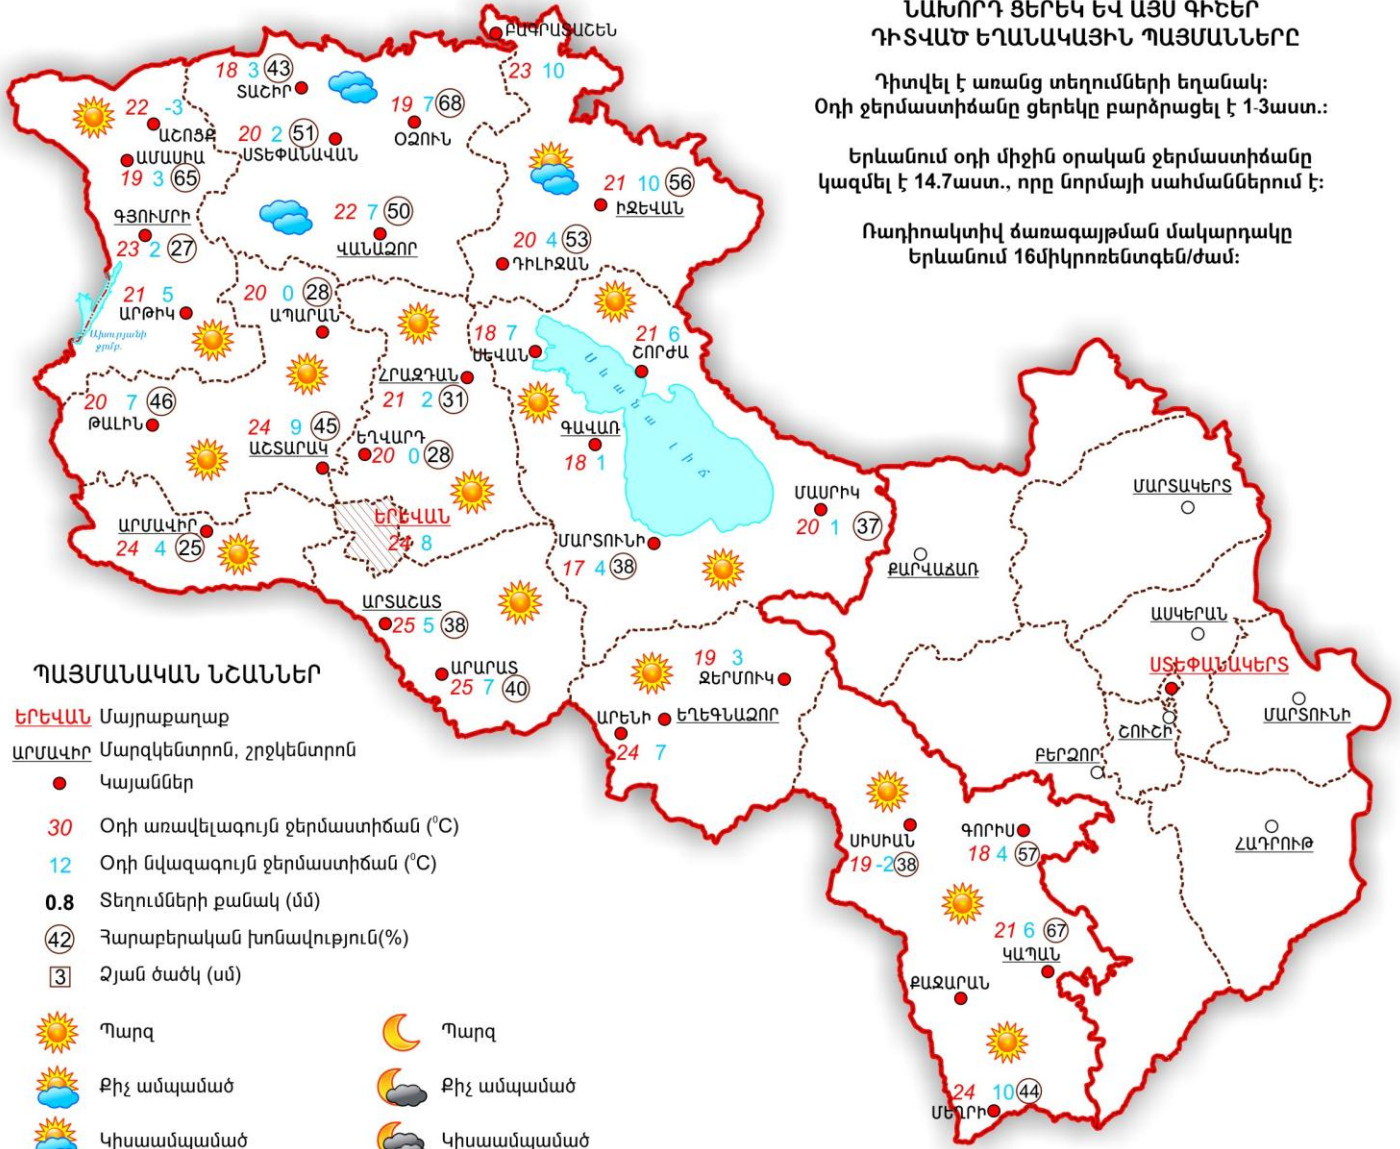 ՆԱԽՈՐԴ ՑԵՐԵԿ ԵՎ ԱՅՍ ԳԻՇԵՐ
ԴԻՏՎԱԾ ԵՂԱՆԱԿԱՅԻՆ ՊԱՅՄԱՆՆԵՐԸ
Դիտվել է առանց տեղումների եղանակ:
Օդի ջերմաստիճանը ցերեկը բարձրացել է 1-3աստ.:
Երևանում օդի միջին օրական ջերմաստիճանը
կազմել է 14.7աստ., որը նորմայի սահմաններում է:
Ռադիոակտիվ ճառագայթման մակարդակը
Երևանում 16միկրոռենտգեն/ժամ:
ԲԱԳՐԱՏԱՇԵՆ
23 10
18 3 43
ՏԱՇԻՐ
22 -3
ԱՇՈՑՔ
19 7 68
ՕՁՈՒՆ
20 2 51
ՍՏԵՓԱՆԱՎԱՆ
ԱՄԱՍԻԱ
19 3 65
21 10 56
ԻՋԵՎԱՆ
ԳՅՈՒՄՐԻ
23 2 27
22 7 50
ՎԱՆԱՁՈՐ
20 4 53
ԴԻԼԻՋԱՆ
21 5
ԱՐԹԻԿ
20 0 28
ԱՊԱՐԱՆ
Ախուրյանի
ջրմբ.
18 7
ՍԵՎԱՆ
21 6
ՇՈՐԺԱ
Սևանա լիճ
ՀՐԱԶԴԱՆ
21 2 31
20 7 46
ԹԱԼԻՆ
24 9 45
ԱՇՏԱՐԱԿ
ԵՂՎԱՐԴ
20 0 28
ԳԱՎԱՌ
18 1
ՄԱՍՐԻԿ
20 1 37
ՄԱՐՏԱԿԵՐՏ
ԱՐՄԱՎԻՐ
24 4 25
ԵՐԵՎԱՆ
24 8
ՄԱՐՏՈՒՆԻ
17 4 38
ՔԱՐՎԱՃԱՌ
ԱՐՏԱՇԱՏ
25 5 38
ԱՍԿԵՐԱՆ
ՍՏԵՓԱՆԱԿԵՐՏ
ԱՐԱՐԱՏ
25 7 40
19 3
ՋԵՐՄՈՒԿ
ԱՐԵՆԻ
ԵՂԵԳՆԱՁՈՐ
24 7
ՄԱՐՏՈՒՆԻ
ՇՈՒՇԻ
ԲԵՐՁՈՐ
ՀԱԴՐՈՒԹ
ՍԻՍԻԱՆ
19 -2 38
ԳՈՐԻՍ
18 4 57
21 6 67
ԿԱՊԱՆ
ՔԱՋԱՐԱՆ
24 10 44
ՄԵՂՐԻ
ՊԱՅՄԱՆԱԿԱՆ ՆՇԱՆՆԵՐ
ԵՐԵՎԱՆ Մայրաքաղաք
ԱՐՄԱՎԻՐ Մարզկենտրոն, շրջկենտրոն
Կայաններ
30 Օդի առավելագույն ջերմաստիճան (⁰C)
12 Օդի նվազագույն ջերմաստիճան (⁰C)
0.8 Տեղումների քանակ (մմ)
42 Հարաբերական խոնավություն(%)
3 Ձյան ծածկ (սմ)
Պարզ Պարզ
Քիչ ամպամած Քիչ ամպամած
Կիսաամպամած Կիսաամպամած